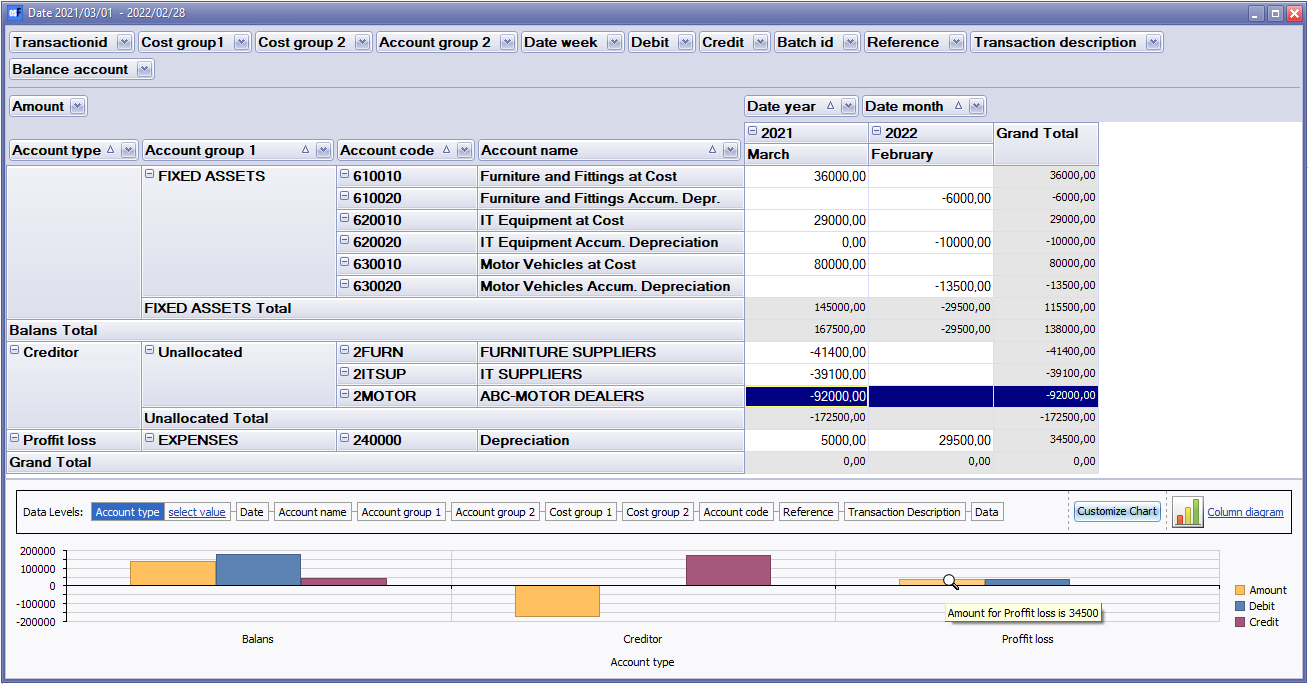 Date 2021/03/01 - 2022/02/28
Transactionid Cost group1 Cost group 2 Account group 2 Date week Debit Credit Batch id Reference Transaction description
Balance account
Amount Date year Date month
2021 2022 Grand Total
Account type Account group 1 Account code Account name March February
FIXED ASSETS 610010 Furniture and Fittings at Cost 36000,00 36000,00
610020 Furniture and Fittings Accum. Depr. -6000,00 -6000,00
620010 IT Equipment at Cost 29000,00 29000,00
620020 IT Equipment Accum. Depreciation 0,00 -10000,00 -10000,00
630010 Motor Vehicles at Cost 80000,00 80000,00
630020 Motor Vehicles Accum. Depreciation -13500,00 -13500,00
FIXED ASSETS Total 145000,00 -29500,00 115500,00
Balans Total 167500,00 -29500,00 138000,00
Creditor Unallocated 2FURN FURNITURE SUPPLIERS -41400,00 -41400,00
2ITSUP IT SUPPLIERS -39100,00 -39100,00
2MOTOR ABC-MOTOR DEALERS -92000,00 -92000,00
Unallocated Total -172500,00 -172500,00
Proffit loss EXPENSES 240000 Depreciation 5000,00 29500,00 34500,00
Grand Total 0,00 0,00 0,00
Data Levels: Account type select value Date Account name Account group 1 Account group 2 Cost group 1 Cost group 2 Account code Reference Transaction Description Data Customize Chart Column diagram
200000
100000
0
-100000
-200000
Amount for Proffit loss is 34500
Amount
Debit
Credit
Balans Creditor Proffit loss
Account type